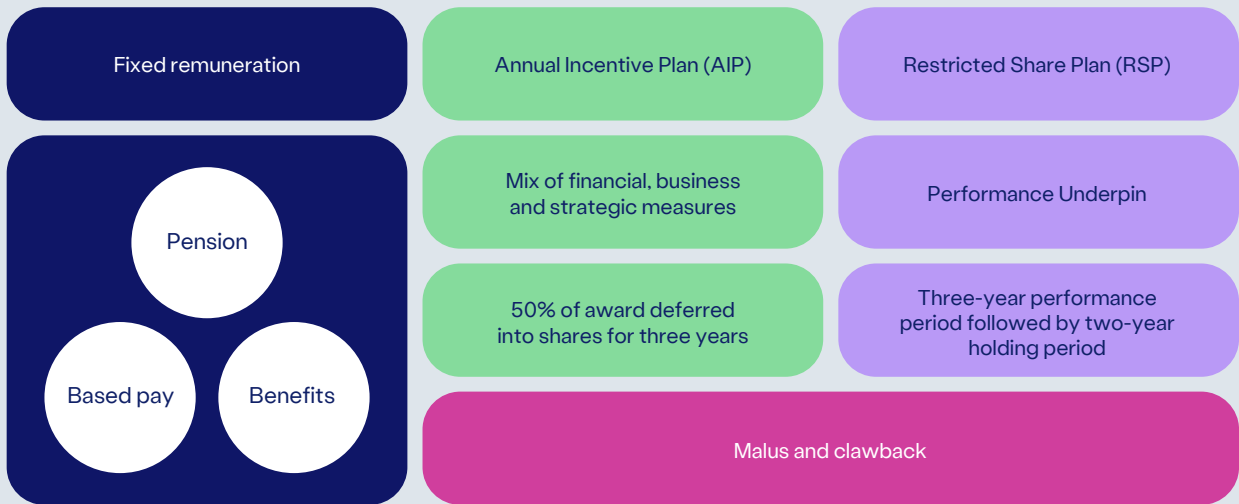 Fixed remuneration
Annual Incentive Plan (AIP)
Restricted Share Plan (RSP)
Pension
Based pay
Benefits
Mix of financial, business
and strategic measures
Performance Underpin
50% of award deferred
into shares for three years
Three-year performance
period followed by two-year
holding period
Malus and clawback